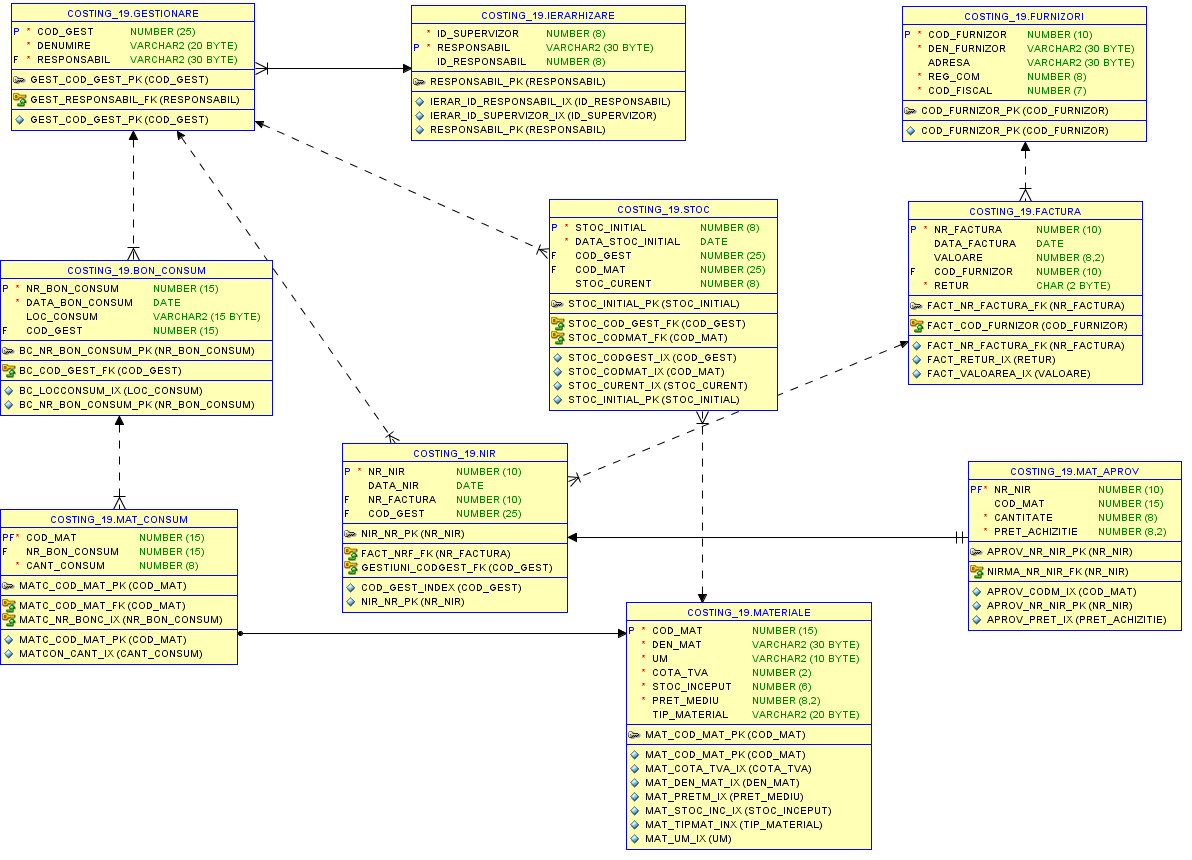 COSTING_19.GESTIONARE
P * COD_GEST NUMBER (25)
* DENUMIRE VARCHAR2 (20 BYTE)
F * RESPONSABIL VARCHAR2 (30 BYTE)
GEST_COD_GEST_PK (COD_GEST)
GEST_RESPONSABIL_FK (RESPONSABIL)
GEST_COD_GEST_PK (COD_GEST)
COSTING_19.IERARHIZARE
* ID_SUPERVIZOR NUMBER (8)
P * RESPONSABIL VARCHAR2 (30 BYTE)
ID_RESPONSABIL NUMBER (8)
RESPONSABIL_PK (RESPONSABIL)
IERAR_ID_RESPONSABIL_IX (ID_RESPONSABIL)
IERAR_ID_SUPERVIZOR_IX (ID_SUPERVIZOR)
RESPONSABIL_PK (RESPONSABIL)
COSTING_19.FURNIZORI
P * COD_FURNIZOR NUMBER (10)
* DEN_FURNIZOR VARCHAR2 (30 BYTE)
ADRESA VARCHAR2 (30 BYTE)
* REG_COM NUMBER (8)
* COD_FISCAL NUMBER (7)
COD_FURNIZOR_PK (COD_FURNIZOR)
COD_FURNIZOR_PK (COD_FURNIZOR)
COSTING_19.STOC
P * STOC_INITIAL NUMBER (8)
* DATA_STOC_INITIAL DATE
F COD_GEST NUMBER (25)
F COD_MAT NUMBER (25)
STOC_CURENT NUMBER (8)
STOC_INITIAL_PK (STOC_INITIAL)
STOC_COD_GEST_FK (COD_GEST)
STOC_CODMAT_FK (COD_MAT)
STOC_CODGEST_IX (COD_GEST)
STOC_CODMAT_IX (COD_MAT)
STOC_CURENT_IX (STOC_CURENT)
STOC_INITIAL_PK (STOC_INITIAL)
COSTING_19.FACTURA
P * NR_FACTURA NUMBER (10)
DATA_FACTURA DATE
VALOARE NUMBER (8,2)
F COD_FURNIZOR NUMBER (10)
* RETUR CHAR (2 BYTE)
FACT_NR_FACTURA_FK (NR_FACTURA)
FACT_COD_FURNIZOR (COD_FURNIZOR)
FACT_NR_FACTURA_FK (NR_FACTURA)
FACT_RETUR_IX (RETUR)
FACT_VALOAREA_IX (VALOARE)
COSTING_19.BON_CONSUM
P * NR_BON_CONSUM NUMBER (15)
* DATA_BON_CONSUM DATE
LOC_CONSUM VARCHAR2 (15 BYTE)
F COD_GEST NUMBER (15)
BC_NR_BON_CONSUM_PK (NR_BON_CONSUM)
BC_COD_GEST_FK (COD_GEST)
BC_LOCCONSUM_IX (LOC_CONSUM)
BC_NR_BON_CONSUM_PK (NR_BON_CONSUM)
COSTING_19.NIR
P * NR_NIR NUMBER (10)
DATA_NIR DATE
F NR_FACTURA NUMBER (10)
F COD_GEST NUMBER (25)
NIR_NR_PK (NR_NIR)
FACT_NRF_FK (NR_FACTURA)
GESTIUNI_CODGEST_FK (COD_GEST)
COD_GEST_INDEX (COD_GEST)
NIR_NR_PK (NR_NIR)
COSTING_19.MAT_APROV
PF* NR_NIR NUMBER (10)
COD_MAT NUMBER (15)
* CANTITATE NUMBER (8)
* PRET_ACHIZITIE NUMBER (8,2)
APROV_NR_NIR_PK (NR_NIR)
NIRMA_NR_NIR_FK (NR_NIR)
APROV_CODM_IX (COD_MAT)
APROV_NR_NIR_PK (NR_NIR)
APROV_PRET_IX (PRET_ACHIZITIE)
COSTING_19.MAT_CONSUM
PF* COD_MAT NUMBER (15)
F NR_BON_CONSUM NUMBER (15)
* CANT_CONSUM NUMBER (8)
MATC_COD_MAT_PK (COD_MAT)
MATC_COD_MAT_FK (COD_MAT)
MATC_NR_BONC_IX (NR_BON_CONSUM)
MATC_COD_MAT_PK (COD_MAT)
MATCON_CANT_IX (CANT_CONSUM)
COSTING_19.MATERIALE
P * COD_MAT NUMBER (15)
* DEN_MAT VARCHAR2 (30 BYTE)
* UM VARCHAR2 (10 BYTE)
* COTA_TVA NUMBER (2)
* STOC_INCEPUT NUMBER (6)
* PRET_MEDIU NUMBER (8,2)
TIP_MATERIAL VARCHAR2 (20 BYTE)
MAT_COD_MAT_PK (COD_MAT)
MAT_COD_MAT_PK (COD_MAT)
MAT_COTA_TVA_IX (COTA_TVA)
MAT_DEN_MAT_IX (DEN_MAT)
MAT_PRETM_IX (PRET_MEDIU)
MAT_STOC_INC_IX (STOC_INCEPUT)
MAT_TIPMAT_INX (TIP_MATERIAL)
MAT_UM_IX (UM)